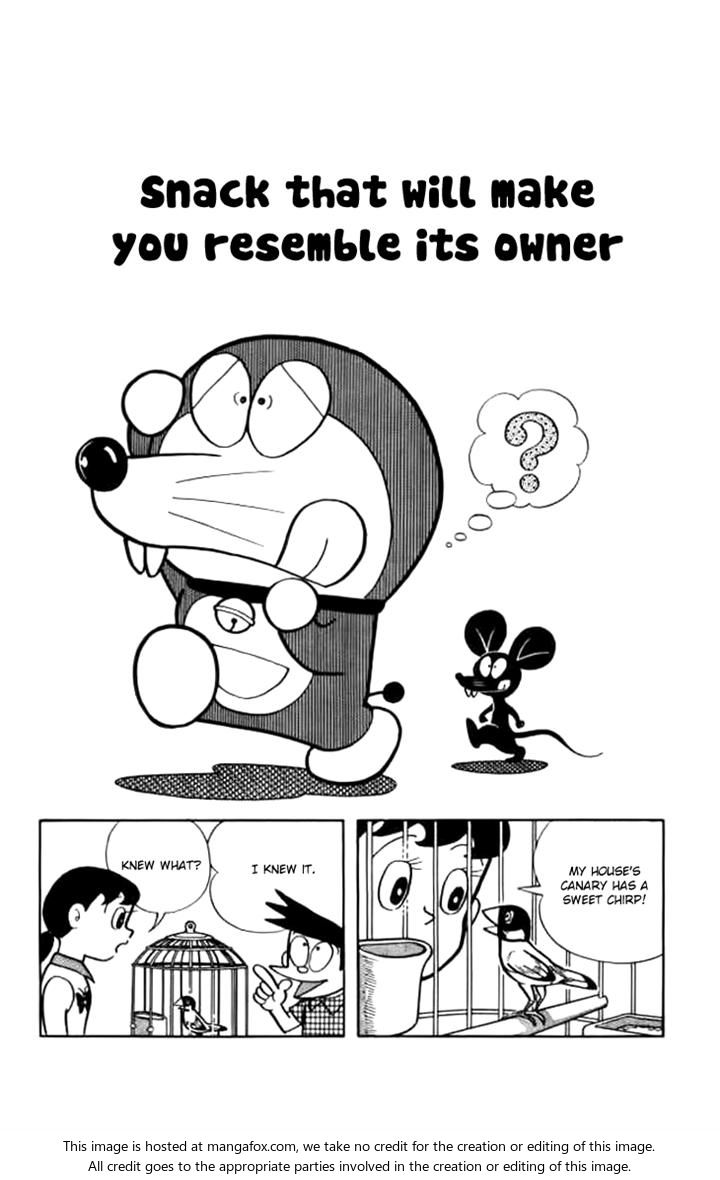 Snack that will make
you resemble its owner
?
MY HOUSE'S
CANARY HAS A
SWEET CHIRP!
I KNEW IT.
KNEW WHAT?
This image is hosted at mangafox.com, we take no credit for the creation or editing of this image.
All credit goes to the appropriate parties involved in the creation or editing of this image.